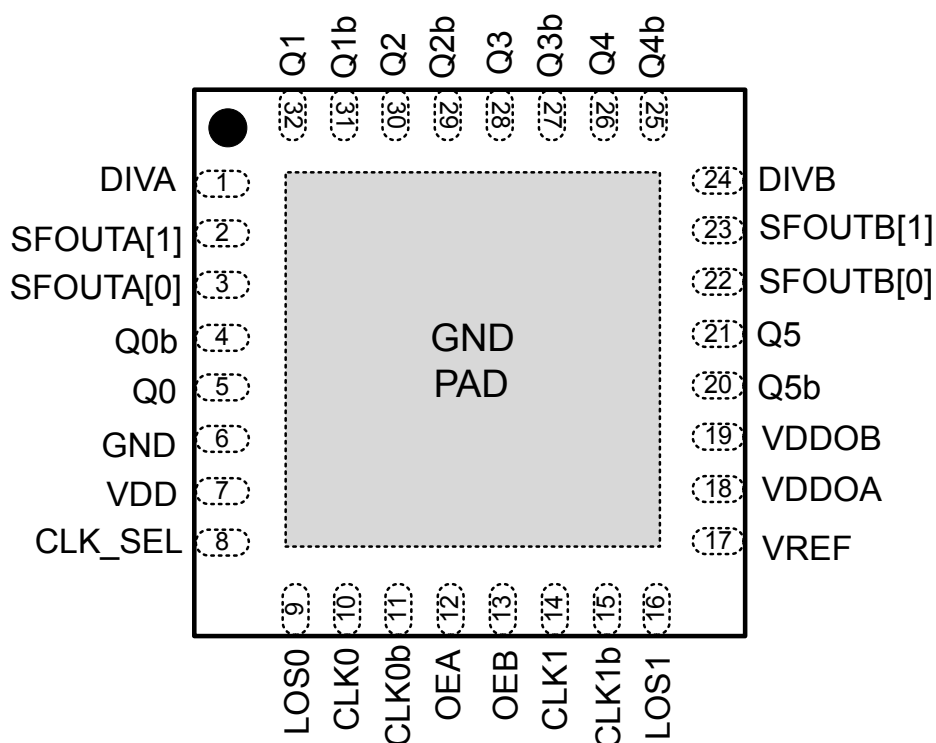 Q1
Q1b
Q2
Q2b
Q3
Q3b
Q4
Q4b
32
31
30
29
28
27
26
25
DIVA 1
SFOUTA[1] 2
SFOUTA[0] 3
Q0b 4
Q0 5
GND 6
VDD 7
CLK_SEL 8
GND
PAD
24 DIVB
23 SFOUTB[1]
22 SFOUTB[0]
21 Q5
20 Q5b
19 VDDOB
18 VDDOA
17 VREF
9
10
11
12
13
14
15
16
LOS0
CLK0
CLK0b
OEA
OEB
CLK1
CLK1b
LOS1